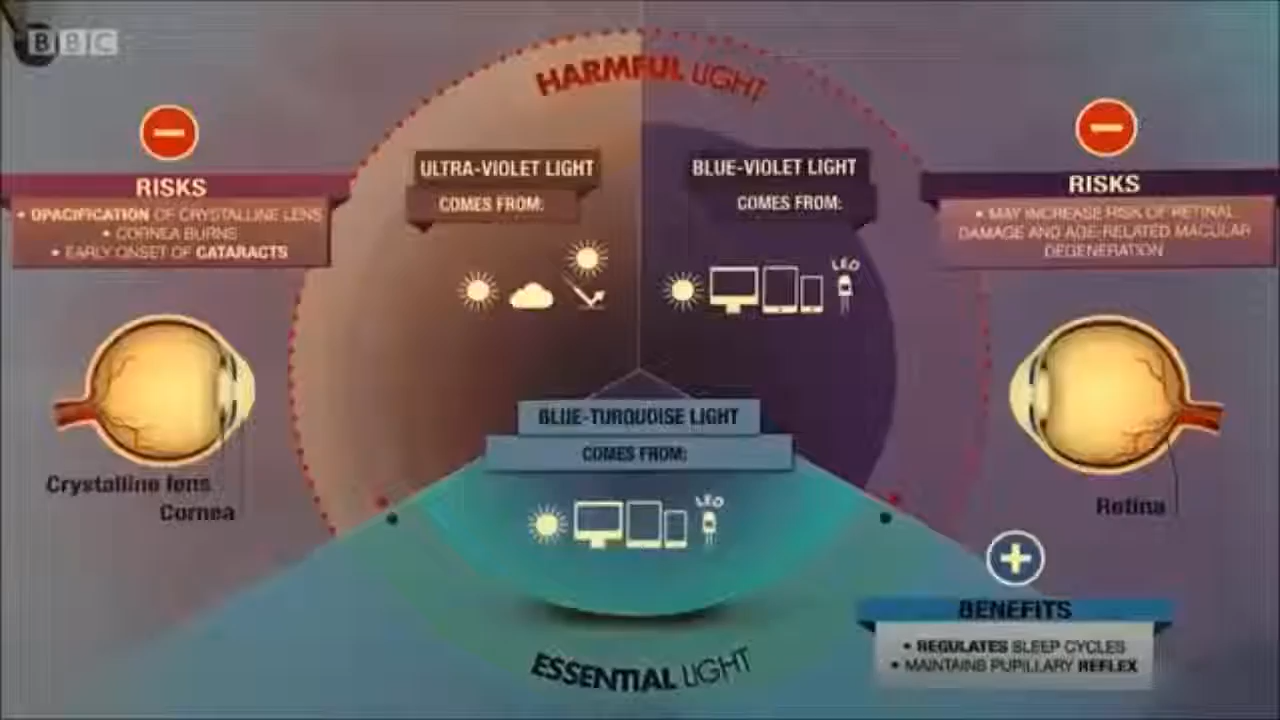 BBC
HARMFUL LIGHT
ULTRA-VIOLET LIGHT
COMES FROM:
BLUE-VIOLET LIGHT
COMES FROM:
LED
RISKS
• OPACIFICATION OF CRYSTALLINE LENS
• CORNEA BURNS
• EARLY ONSET OF CATARACTS
RISKS
• MAY INCREASE RISK OF RETINAL
DAMAGE AND AGE-RELATED MACULAR
DEGENERATION
BLUE-TURQUOISE LIGHT
COMES FROM:
LED
Crystalline lens
Cornea
Retina
BENEFITS
• REGULATES SLEEP CYCLES
• MAINTAINS PUPILLARY REFLEX
ESSENTIAL LIGHT